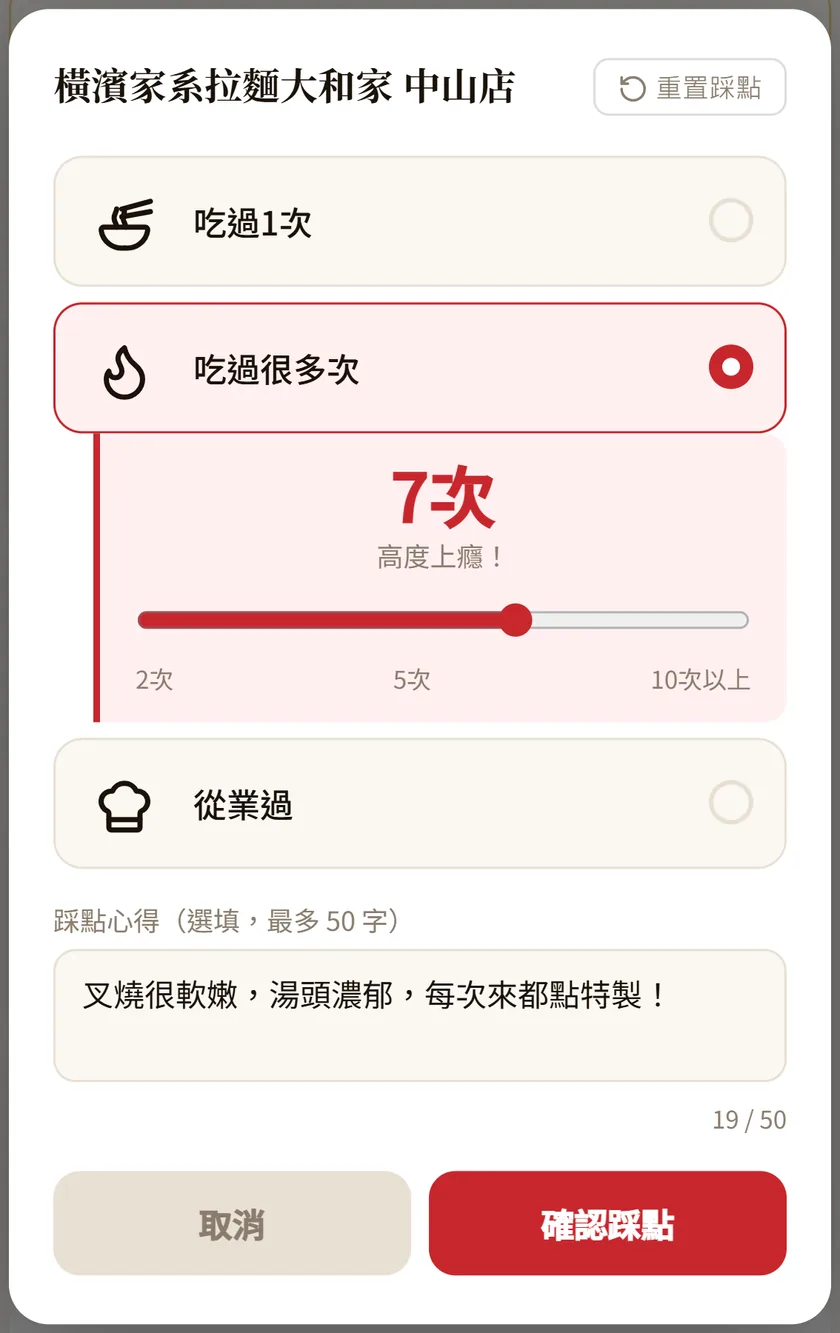 橫濱家系拉麵大和家 中山店
重置踩點
吃過1次
吃過很多次
7次
高度上癮！
2次
5次
10次以上
從業過
踩點心得（選填，最多 50 字）
叉燒很軟嫩，湯頭濃郁，每次來都點特製！
19 / 50
取消
確認踩點